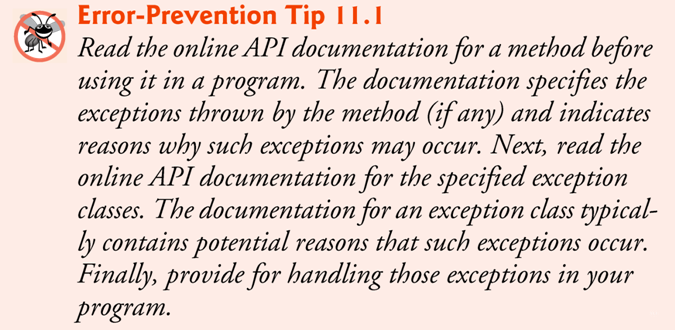 Error-Prevention Tip 11.1
Read the online API documentation for a method before
using it in a program. The documentation specifies the
exceptions thrown by the method (if any) and indicates
reasons why such exceptions may occur. Next, read the
online API documentation for the specified exception
classes. The documentation for an exception class typical-
ly contains potential reasons that such exceptions occur.
Finally, provide for handling those exceptions in your
program.